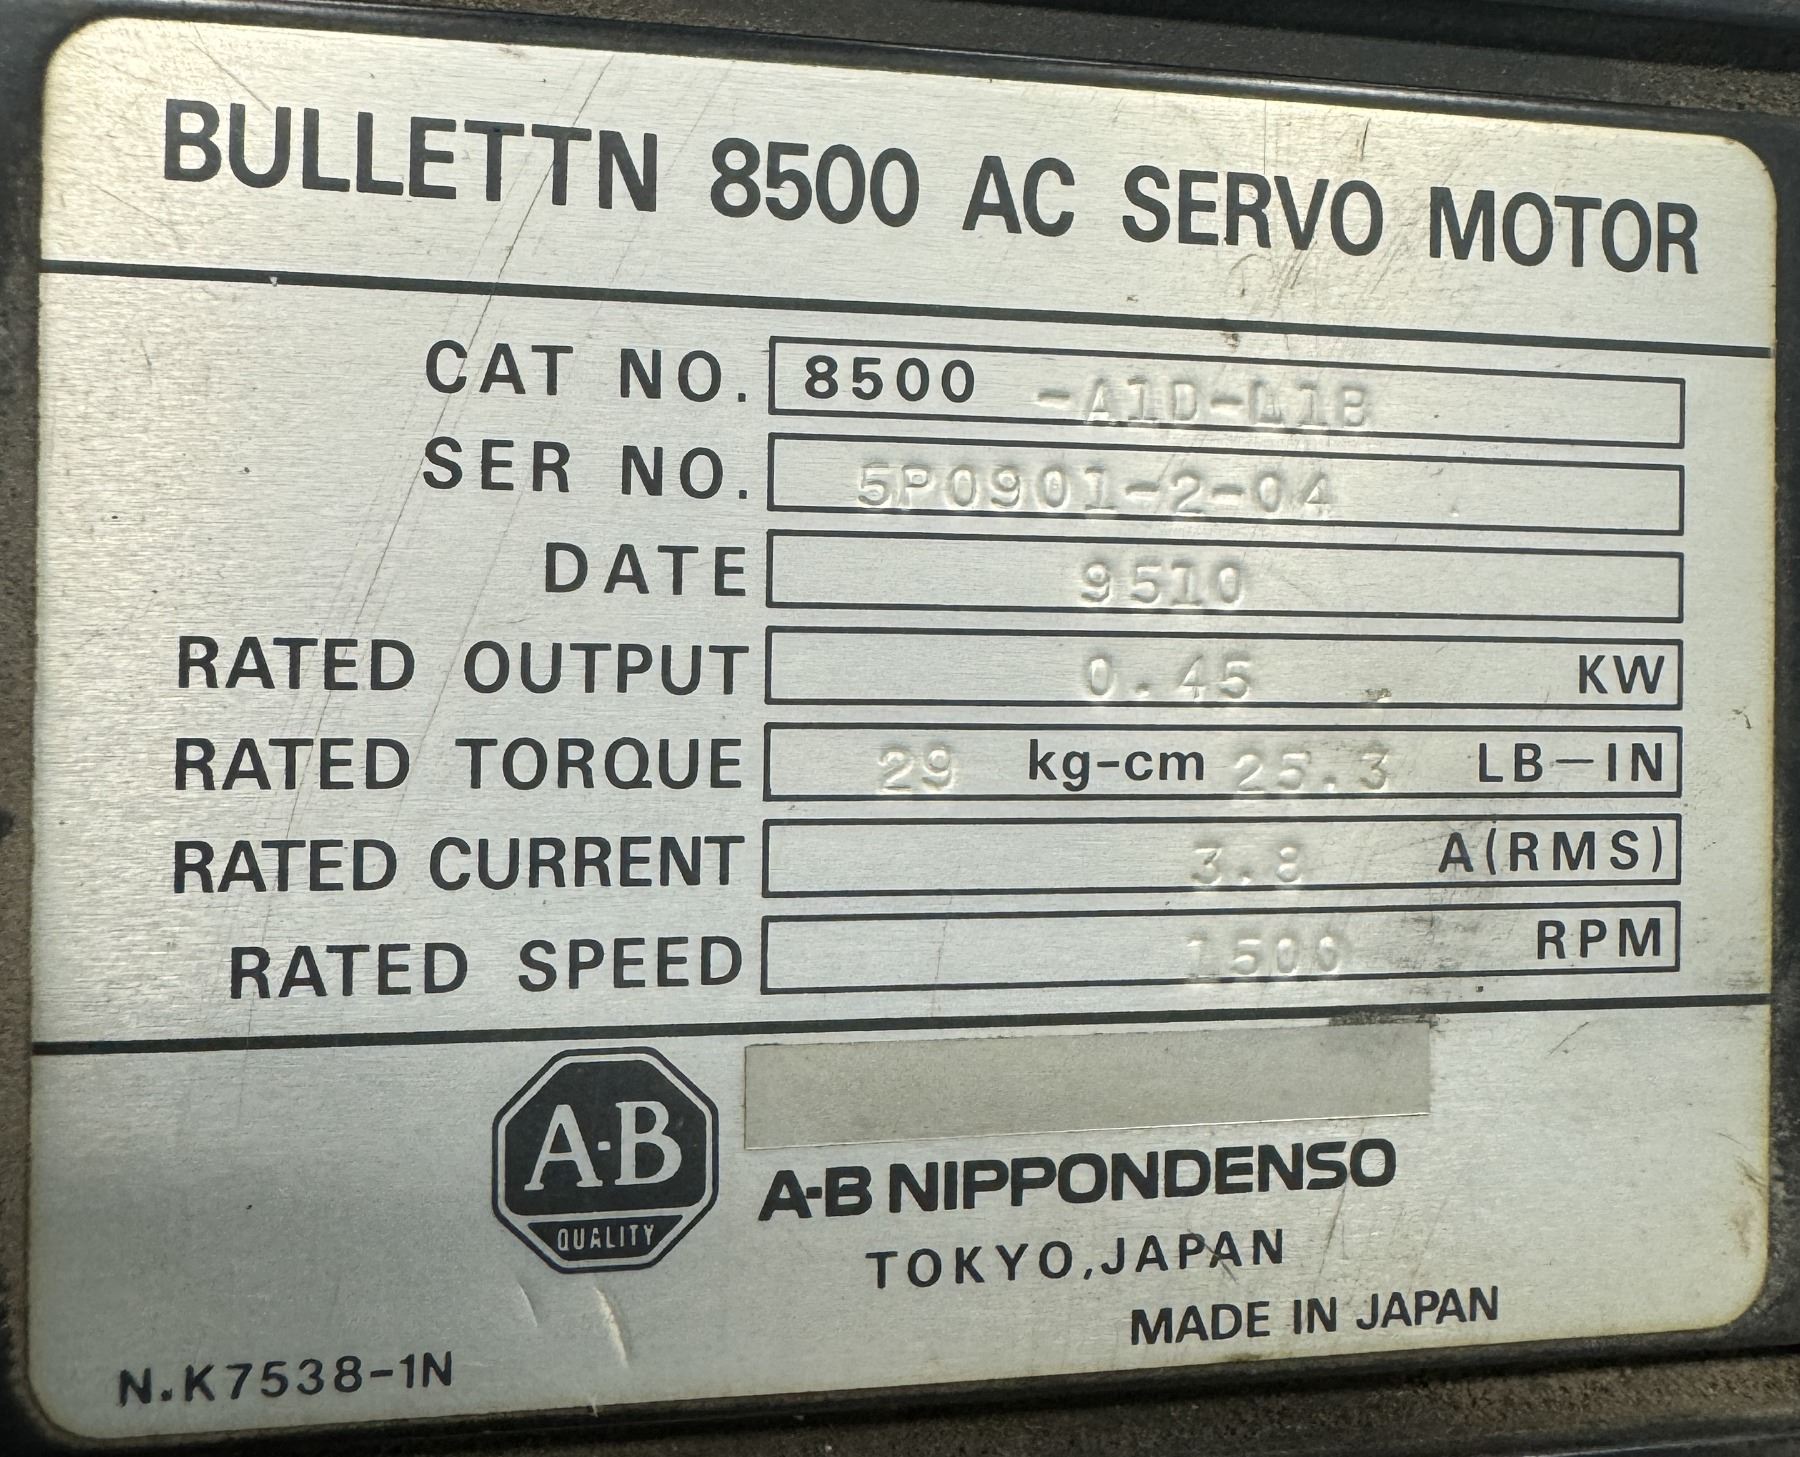 BULLETTN 8500 AC SERVO MOTOR
CAT NO. 8500 -A1D-41B
SER NO. 5P0901-2-04
DATE 9510
RATED OUTPUT 0.45 KW
RATED TORQUE 29 kg-cm 25.3 LB-IN
RATED CURRENT 3.8 A(RMS)
RATED SPEED 1500 RPM
A-B
QUALITY
A-B NIPPONDENSO
TOKYO,JAPAN
MADE IN JAPAN
N.K7538-1N